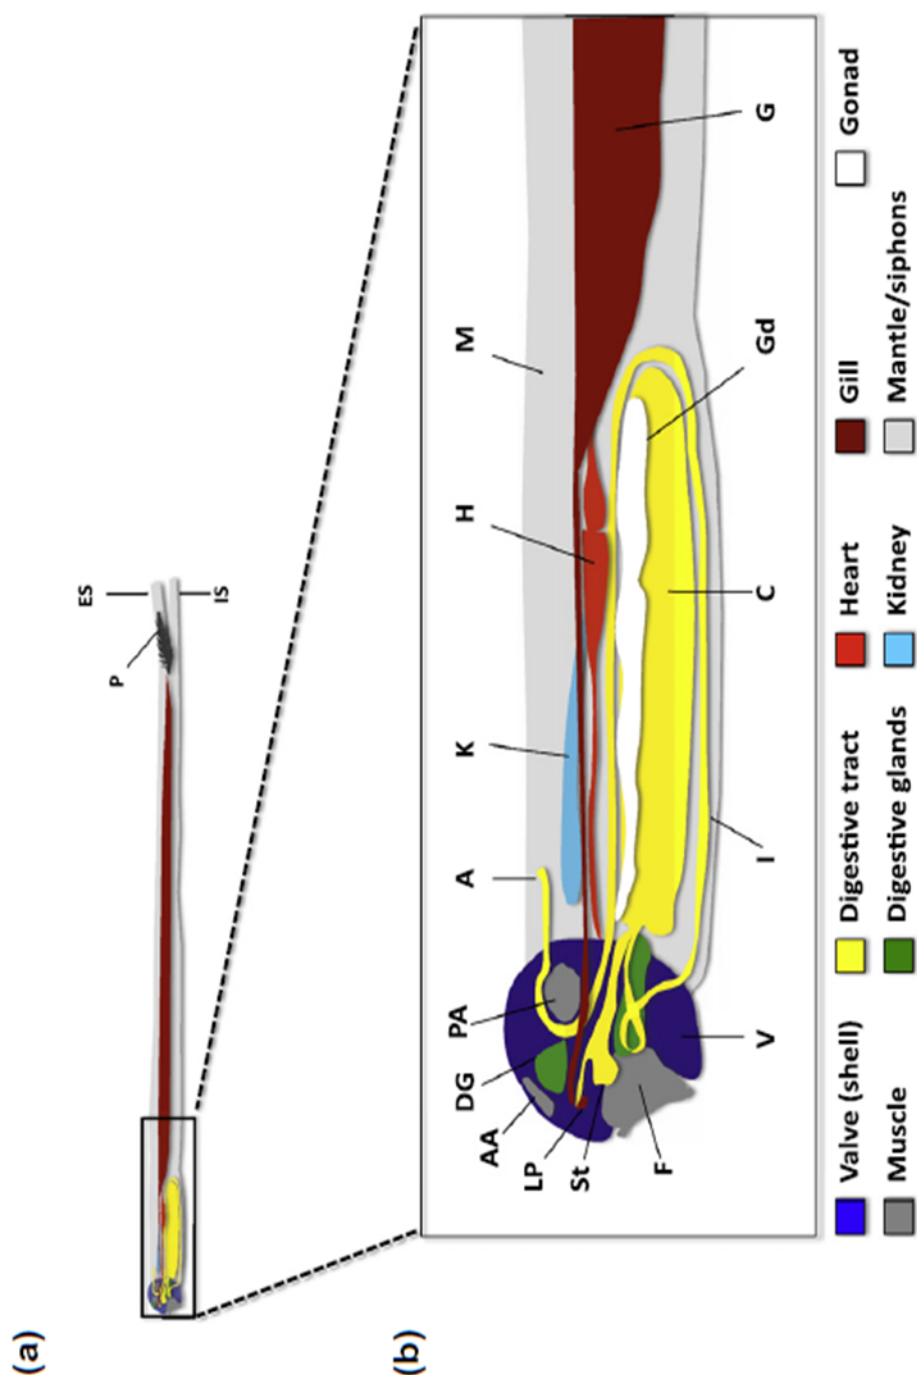 (a)
P
ES
IS
(b)
AA
DG
PA
A
K
H
M
LP
St
F
V
I
C
Gd
G
Valve (shell)
Digestive tract
Heart
Gill
Gonad
Muscle
Digestive glands
Kidney
Mantle/siphons